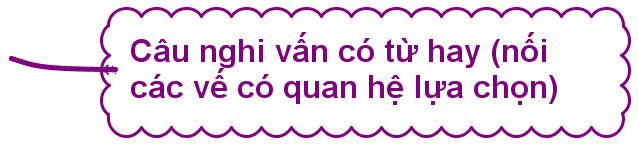 Câu nghi vấn có từ hay (nối
các vế có quan hệ lựa chọn)